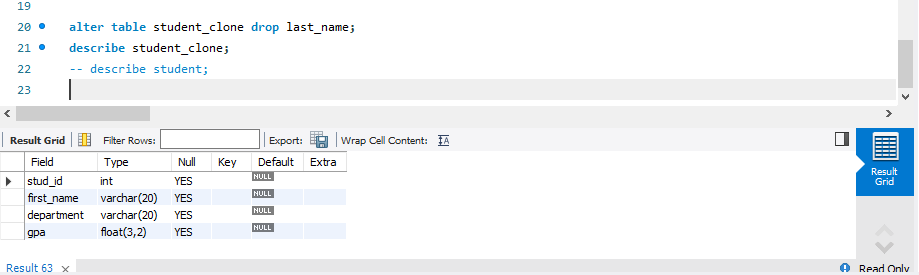 19
20 alter table student_clone drop last_name;
21 describe student_clone;
22 -- describe student;
23
Result Grid Filter Rows: Export: Wrap Cell Content:
Field Type Null Key Default Extra
stud_id int YES NULL
first_name varchar(20) YES NULL
department varchar(20) YES NULL
gpa float(3,2) YES NULL
Result
Grid
Result 63 x Read Only